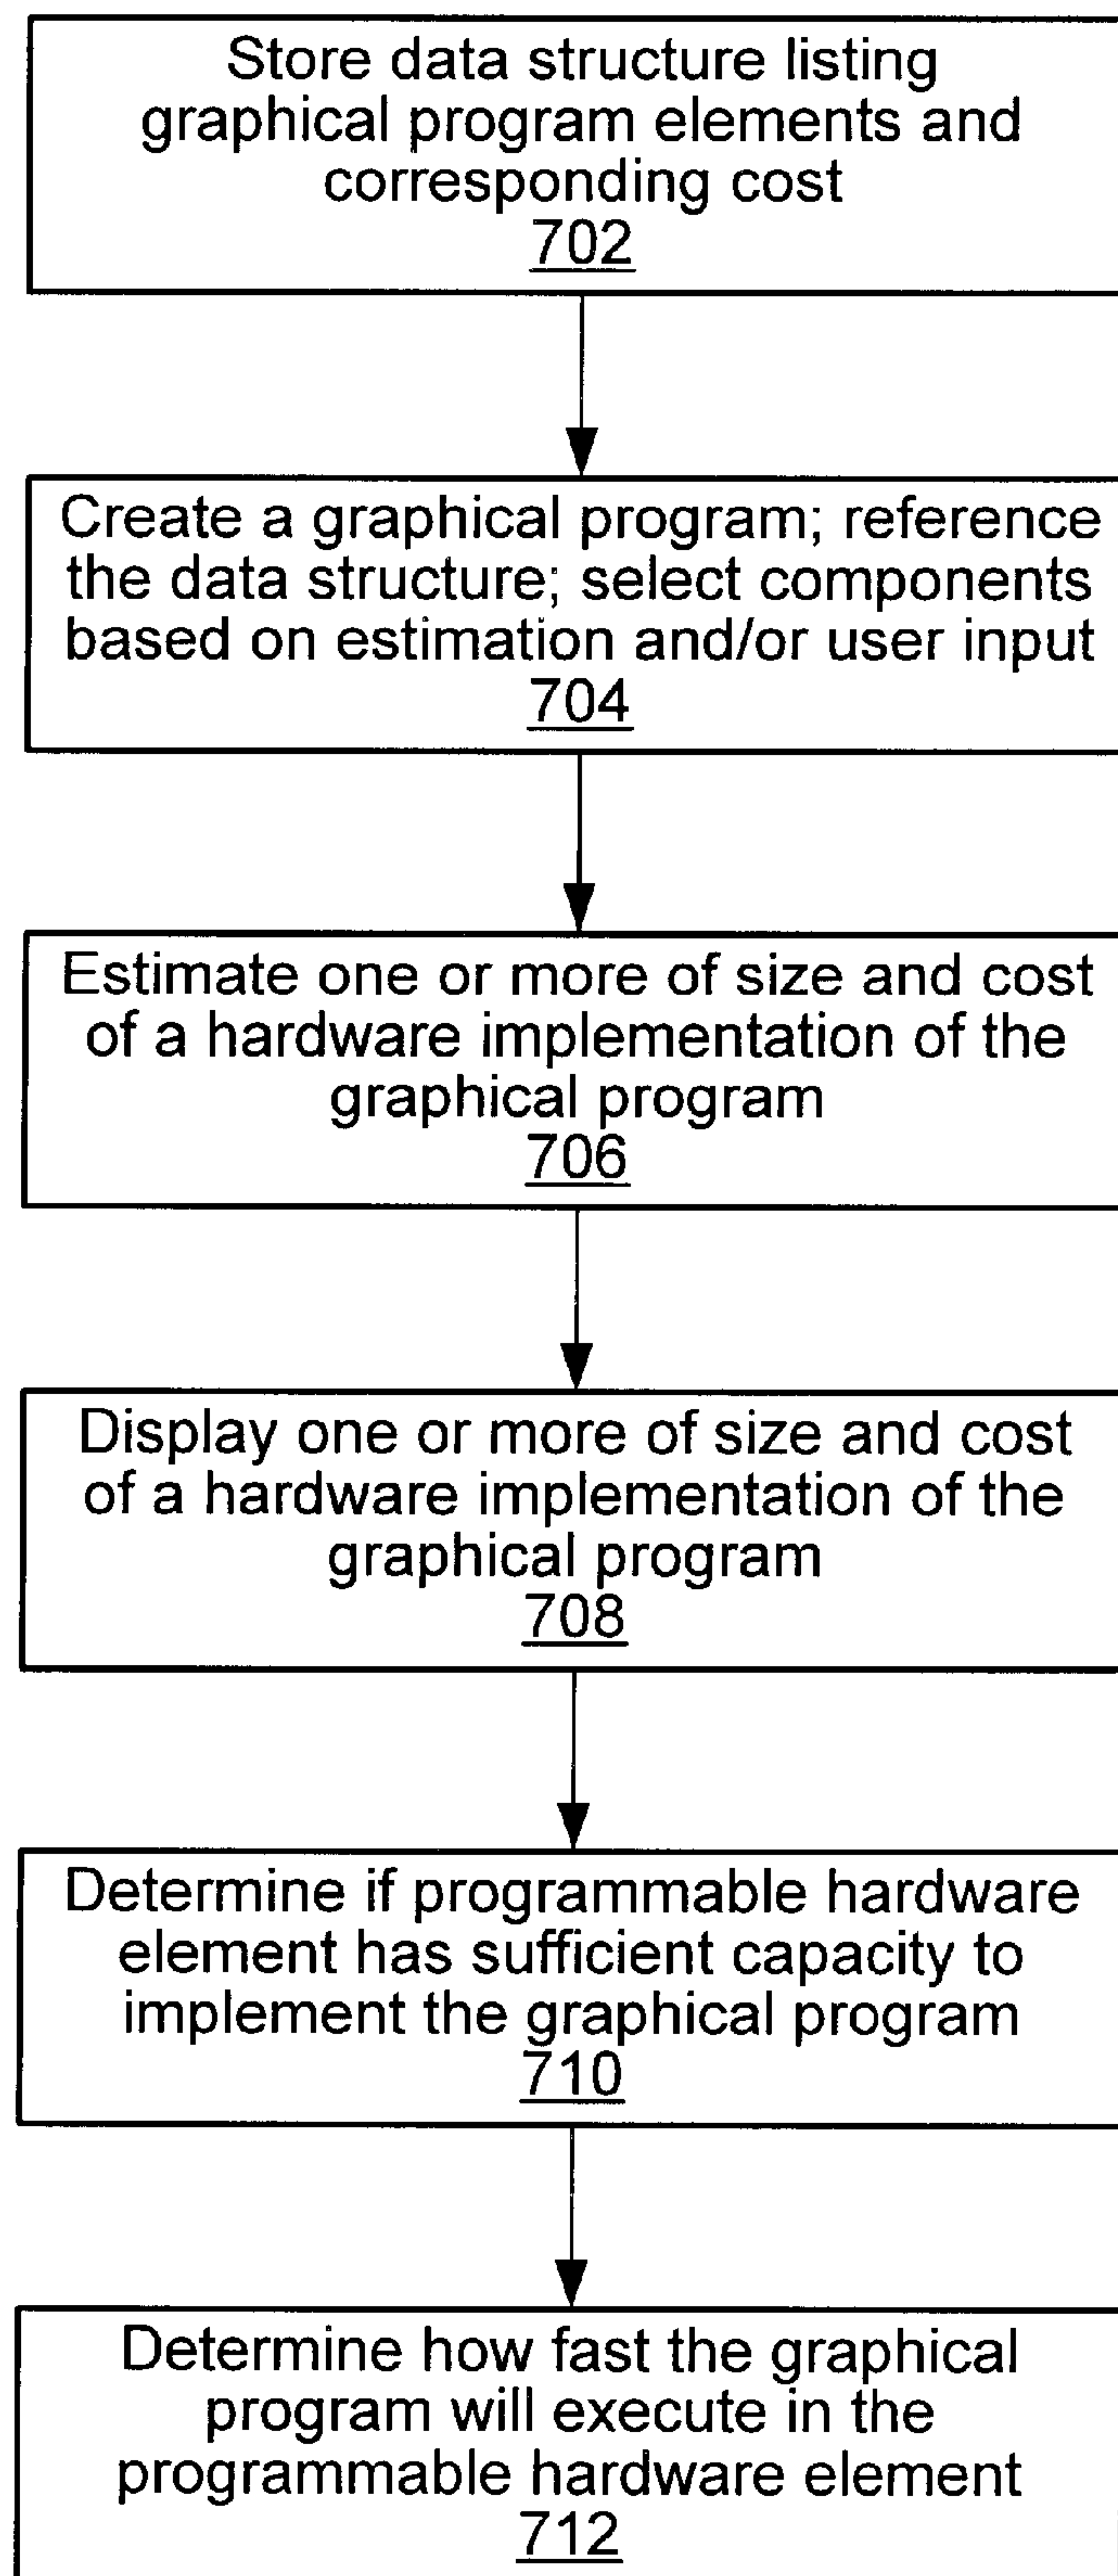 Store data structure listing
graphical program elements and
corresponding cost
702
Create a graphical program; reference
the data structure; select components
based on estimation and/or user input
704
Estimate one or more of size and cost
of a hardware implementation of the
graphical program
706
Display one or more of size and cost
of a hardware implementation of the
graphical program
708
Determine if programmable hardware
element has sufficient capacity to
implement the graphical program
710
Determine how fast the graphical
program will execute in the
programmable hardware element
712